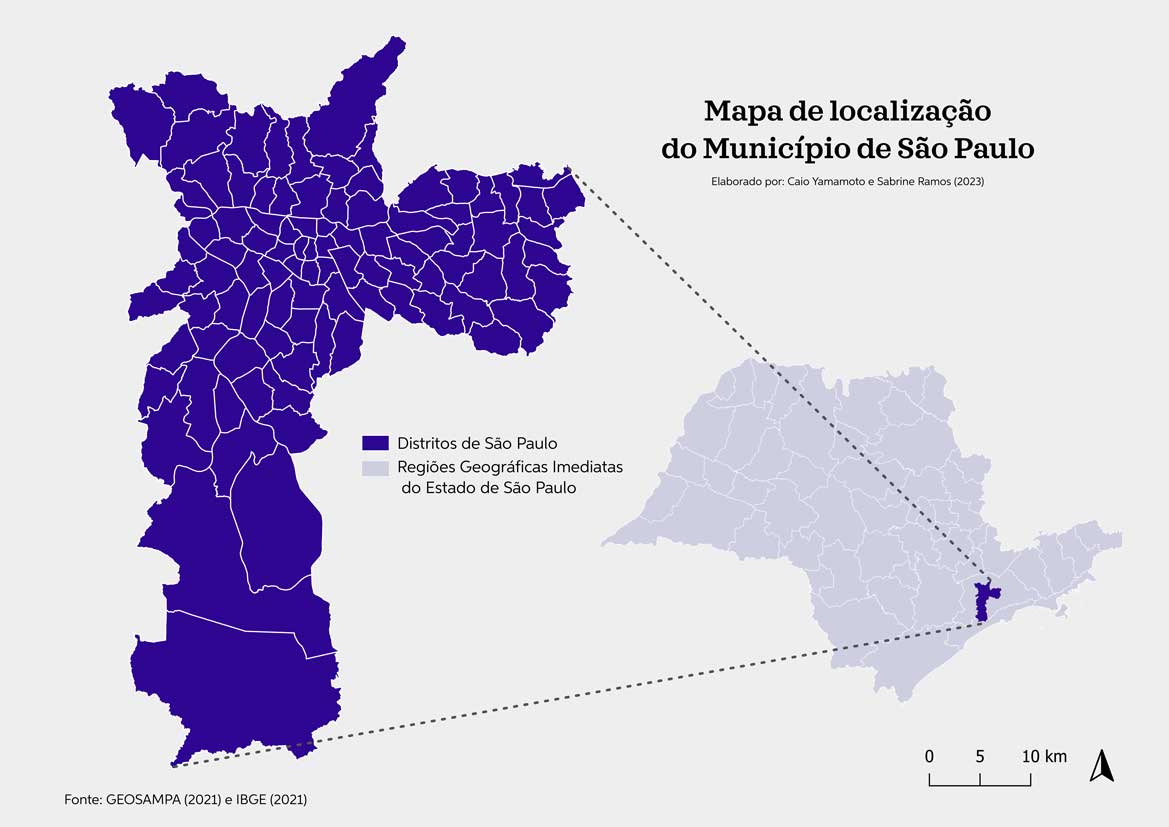 Mapa de localização
do Município de São Paulo
Elaborado por: Caio Yamamoto e Sabrine Ramos (2023)
Distritos de São Paulo
Regiões Geográficas Imediatas
do Estado de São Paulo
0 5 10 km
Fonte: GEOSAMPA (2021) e IBGE (2021)